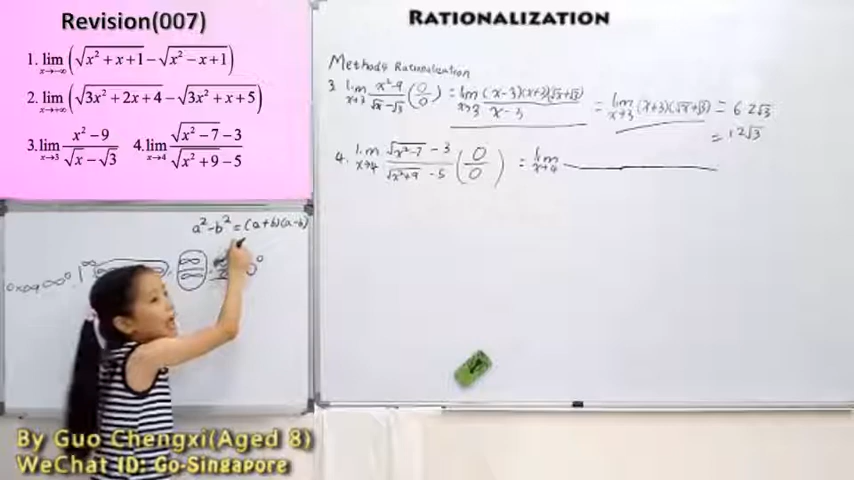 Revision(007)
1. lim x→-∞ (√(x²+x+1) − √(x²−x+1))
2. lim x→+∞ (√(3x²+2x+4) − √(3x²+x+5))
3. lim x→3 (x²−9)/(√x−√3) 4. lim x→4 (√(x²−7)−3)/(√(x²+9)−5)
RATIONALIZATION
Method4 Rationalization
3. lim x→3 (x²-9)/(√x-√3) (0/0) = lim x→3 (x-3)(x+3)(√x+√3)/(x-3) = lim x→3 (x+3)(√x+√3) = 6·2√3
= 12√3
4. lim x→4 (√(x²-7) - 3)/(√(x²+9) - 5) (0/0) = lim x→4
a²-b²=(a+b)(a-b)
By Guo Chengxi(Aged 8)
WeChat ID: Go-Singapore